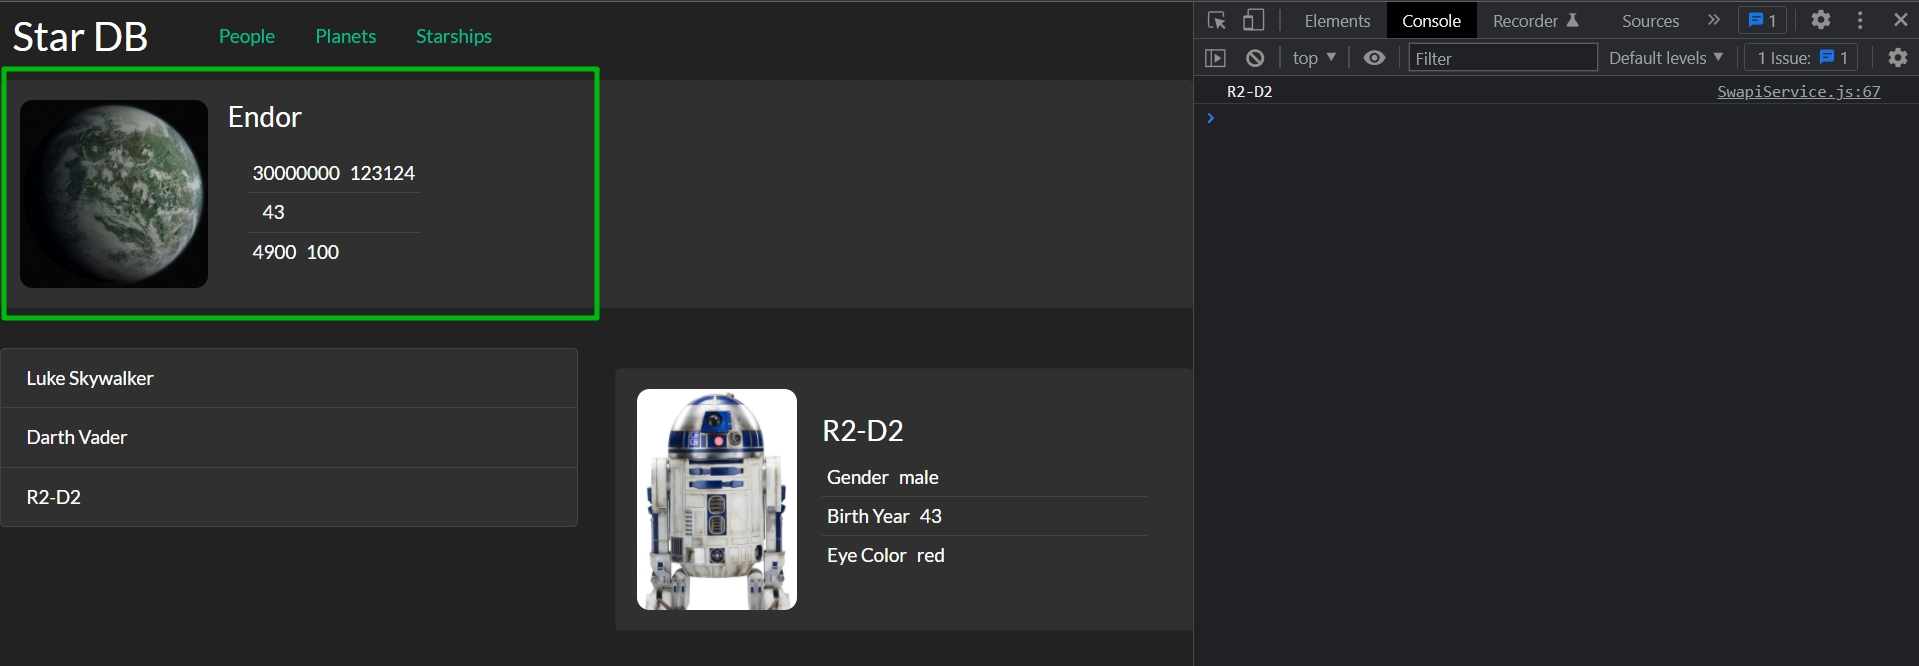 Star DB People Planets Starships
Endor
30000000 123124
43
4900 100
Luke Skywalker
Darth Vader
R2-D2
R2-D2
Gender male
Birth Year 43
Eye Color red
Elements Console Recorder Sources » 1
top ▼ Filter Default levels ▼ 1 Issue: 1
R2-D2 SwapiService.js:67